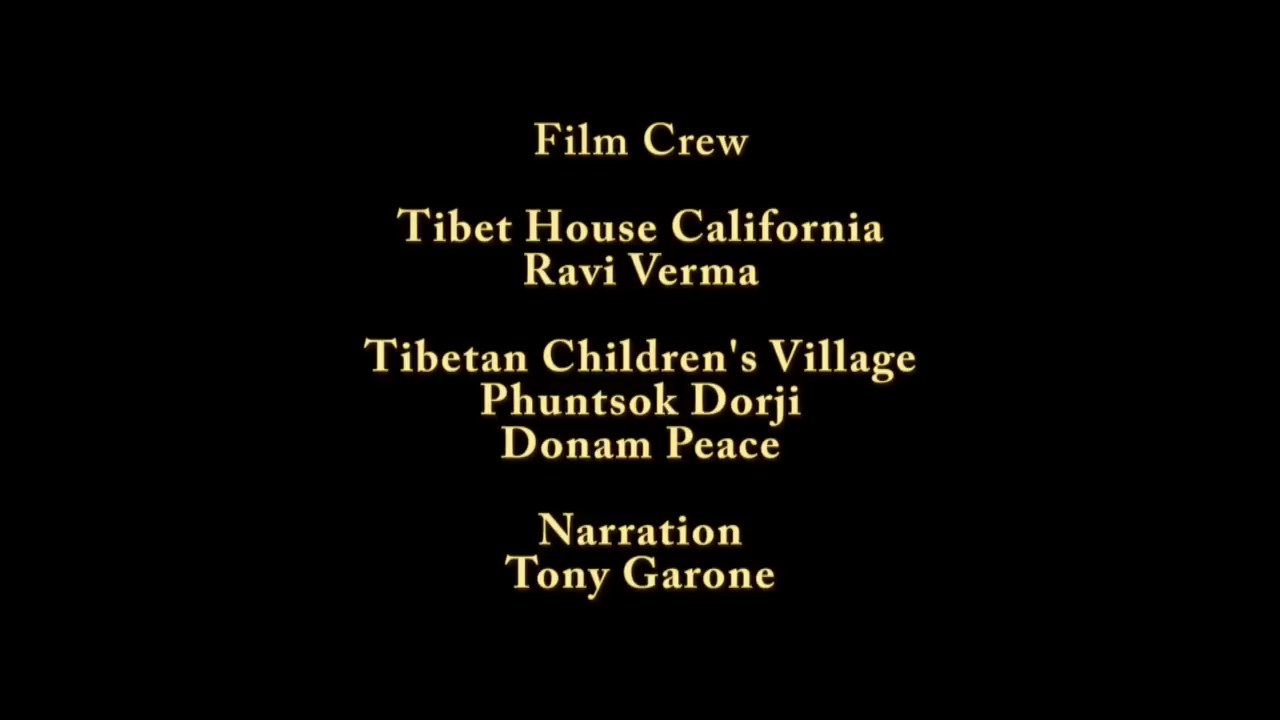 Film Crew
Tibet House California
Ravi Verma
Tibetan Children's Village
Phuntsok Dorji
Donam Peace
Narration
Tony Garone